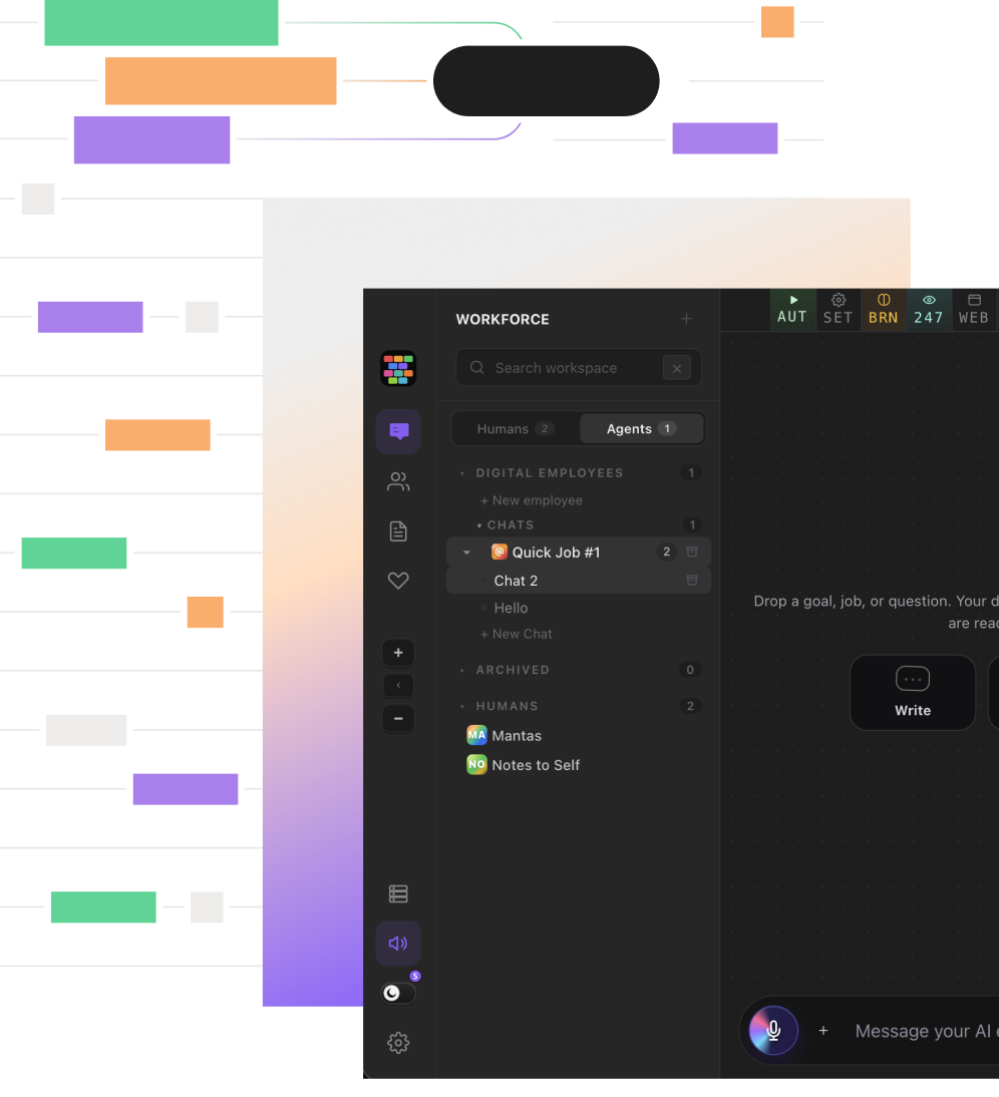 WORKFORCE
Search workspace
Humans 2
Agents 1
DIGITAL EMPLOYEES 1
+ New employee
CHATS 1
Quick Job #1 2
Chat 2
Hello
+ New Chat
ARCHIVED 0
HUMANS 2
MA Mantas
NO Notes to Self
S
AUT SET BRN 247 WEB
Drop a goal, job, or question. Your d
are rea
Write
+ Message your AI